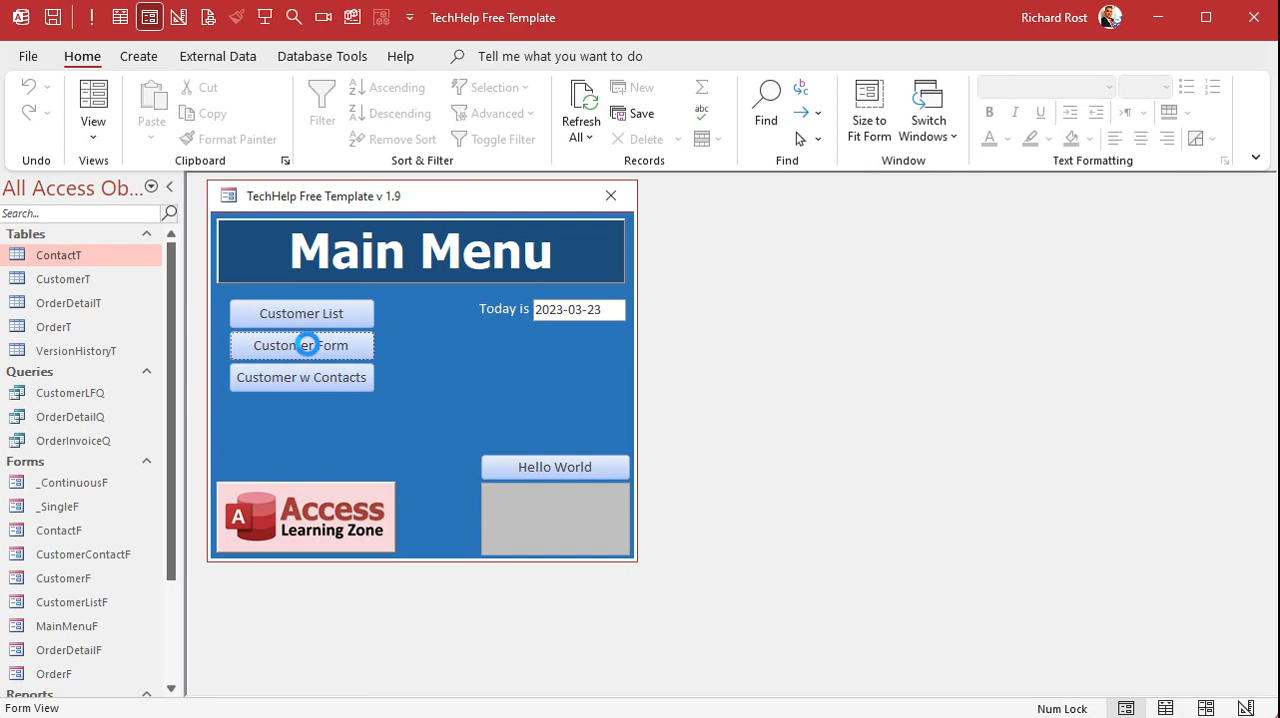 TechHelp Free Template
Richard Rost
File
Home
Create
External Data
Database Tools
Help
Tell me what you want to do
Undo
View
Views
Paste
Cut
Copy
Format Painter
Clipboard
Filter
Ascending
Descending
Remove Sort
Selection
Advanced
Toggle Filter
Sort & Filter
Refresh
All
New
Save
Delete
Records
Find
Find
Size to
Fit Form
Switch
Windows
Window
B I U
A
Text Formatting
All Access Ob...
Search...
Tables
ContactT
CustomerT
OrderDetailT
OrderT
VersionHistoryT
Queries
CustomerLFQ
OrderDetailQ
OrderInvoiceQ
Forms
_ContinuousF
_SingleF
ContactF
CustomerContactF
CustomerF
CustomerListF
MainMenuF
OrderDetailF
OrderF
Reports
TechHelp Free Template v 1.9
Main Menu
Customer List
Today is 2023-03-23
Customer Form
Customer w Contacts
Hello World
A Access
Learning Zone
Form View
Num Lock